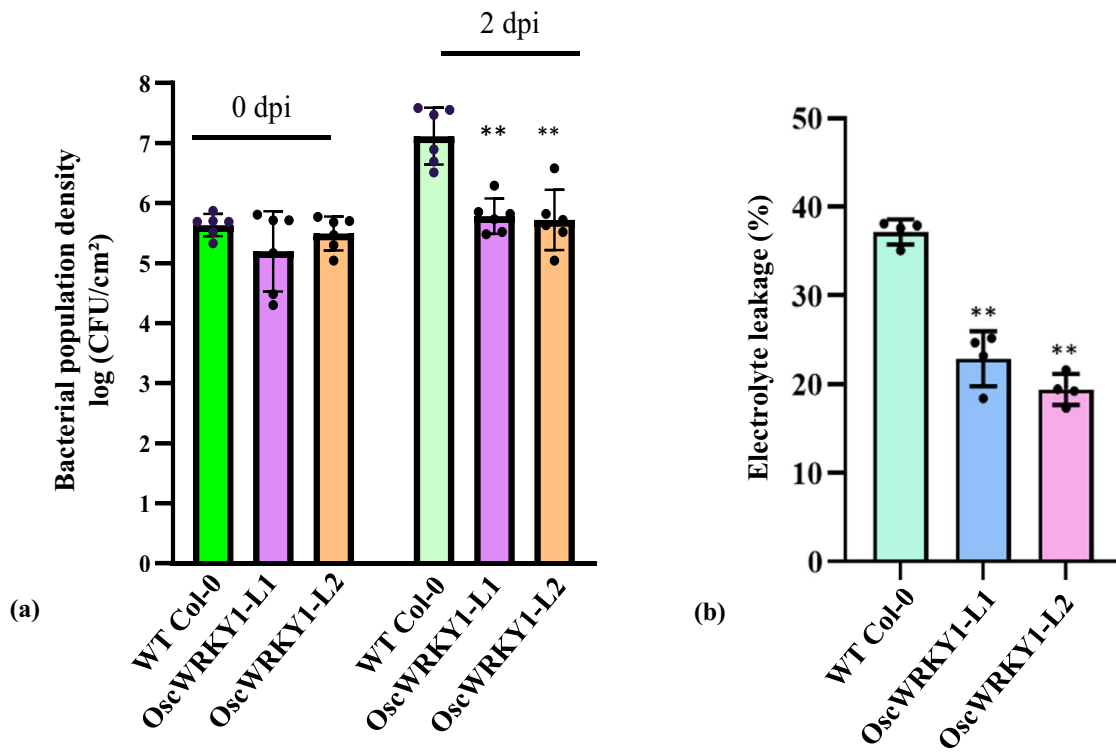 2 dpi
0 dpi
Bacterial population density
log (CFU/cm²)
8
7
6
5
4
3
2
1
0
**
**
WT Col-0
OscWRKY1-L1
OscWRKY1-L2
WT Col-0
OscWRKY1-L1
OscWRKY1-L2
(a)
Electrolyte leakage (%)
50
40
30
20
10
0
**
**
WT Col-0
OscWRKY1-L1
OscWRKY1-L2
(b)